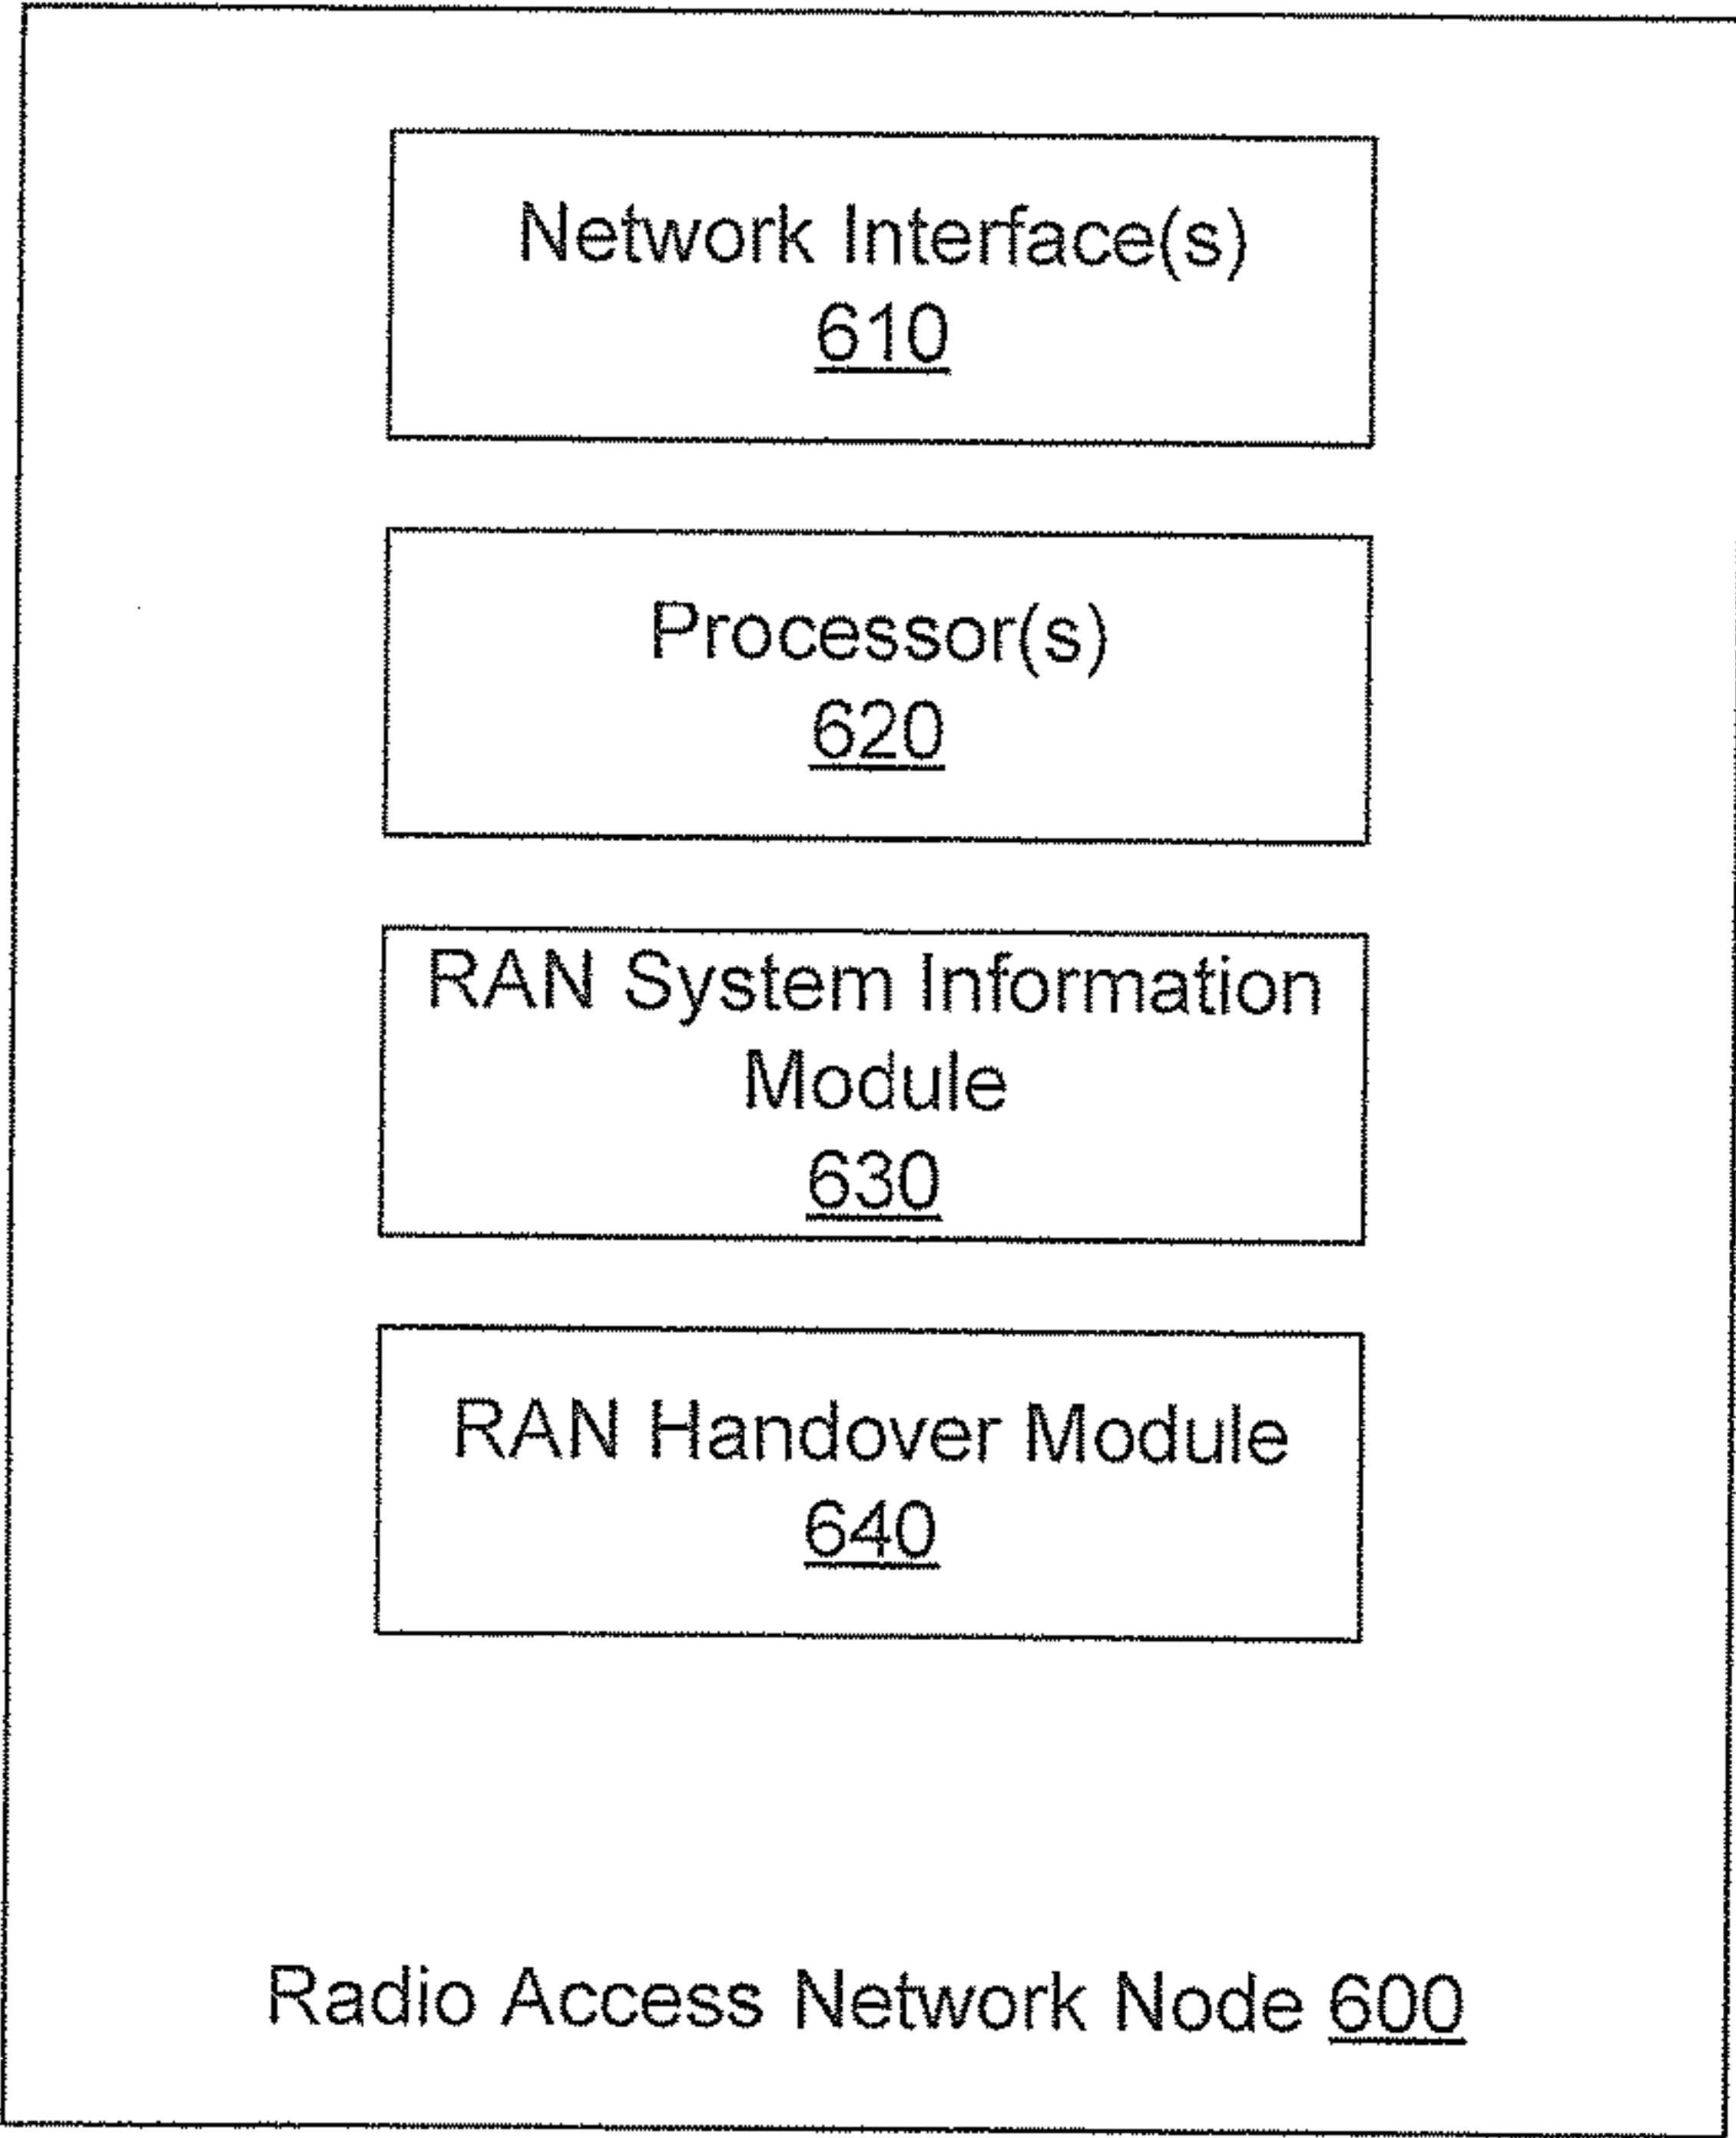 Network Interface(s)
610
Processor(s)
620
RAN System Information
Module
630
RAN Handover Module
640
Radio Access Network Node 600